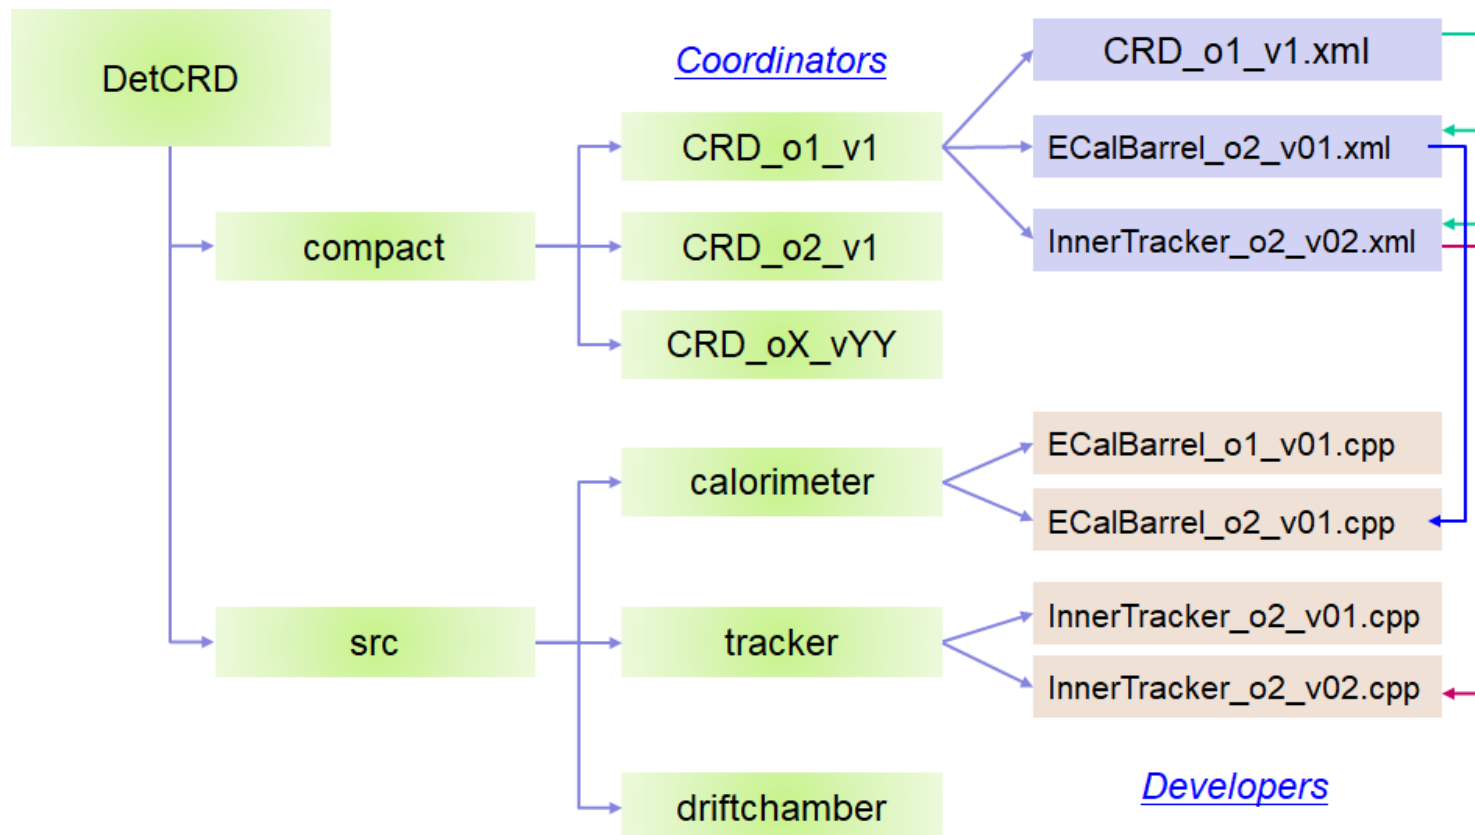 DetCRD
Coordinators
CRD_o1_v1.xml
CRD_o1_v1
ECalBarrel_o2_v01.xml
compact
CRD_o2_v1
InnerTracker_o2_v02.xml
CRD_oX_vYY
ECalBarrel_o1_v01.cpp
calorimeter
ECalBarrel_o2_v01.cpp
InnerTracker_o2_v01.cpp
src
tracker
InnerTracker_o2_v02.cpp
Developers
driftchamber